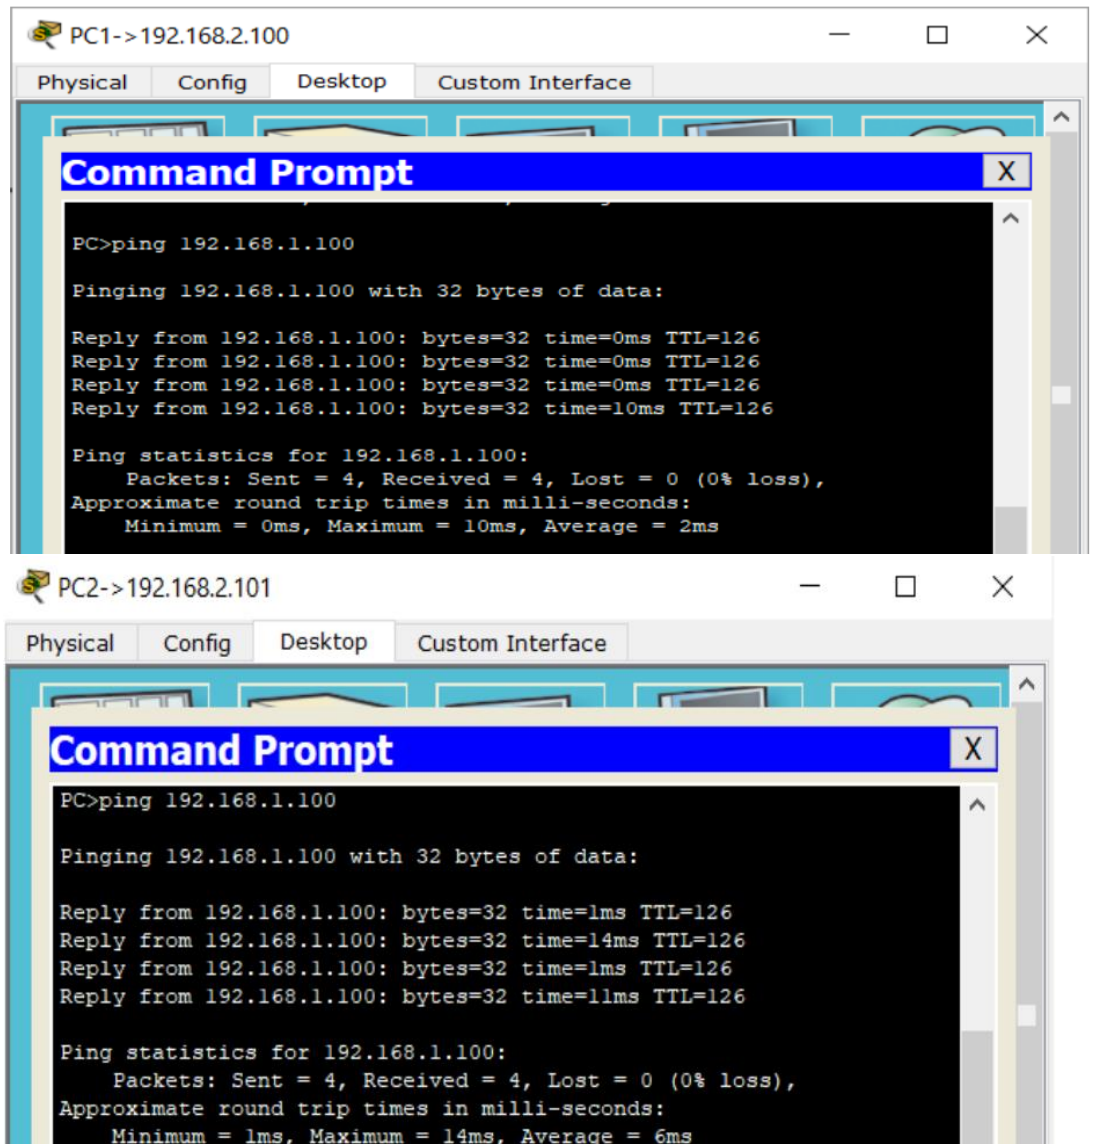 PC1->192.168.2.100
Physical Config Desktop Custom Interface
Command Prompt X
PC>ping 192.168.1.100
Pinging 192.168.1.100 with 32 bytes of data:
Reply from 192.168.1.100: bytes=32 time=0ms TTL=126
Reply from 192.168.1.100: bytes=32 time=0ms TTL=126
Reply from 192.168.1.100: bytes=32 time=0ms TTL=126
Reply from 192.168.1.100: bytes=32 time=10ms TTL=126
Ping statistics for 192.168.1.100:
Packets: Sent = 4, Received = 4, Lost = 0 (0% loss),
Approximate round trip times in milli-seconds:
Minimum = 0ms, Maximum = 10ms, Average = 2ms
PC2->192.168.2.101
Physical Config Desktop Custom Interface
Command Prompt X
PC>ping 192.168.1.100
Pinging 192.168.1.100 with 32 bytes of data:
Reply from 192.168.1.100: bytes=32 time=1ms TTL=126
Reply from 192.168.1.100: bytes=32 time=14ms TTL=126
Reply from 192.168.1.100: bytes=32 time=1ms TTL=126
Reply from 192.168.1.100: bytes=32 time=11ms TTL=126
Ping statistics for 192.168.1.100:
Packets: Sent = 4, Received = 4, Lost = 0 (0% loss),
Approximate round trip times in milli-seconds:
Minimum = 1ms, Maximum = 14ms, Average = 6ms